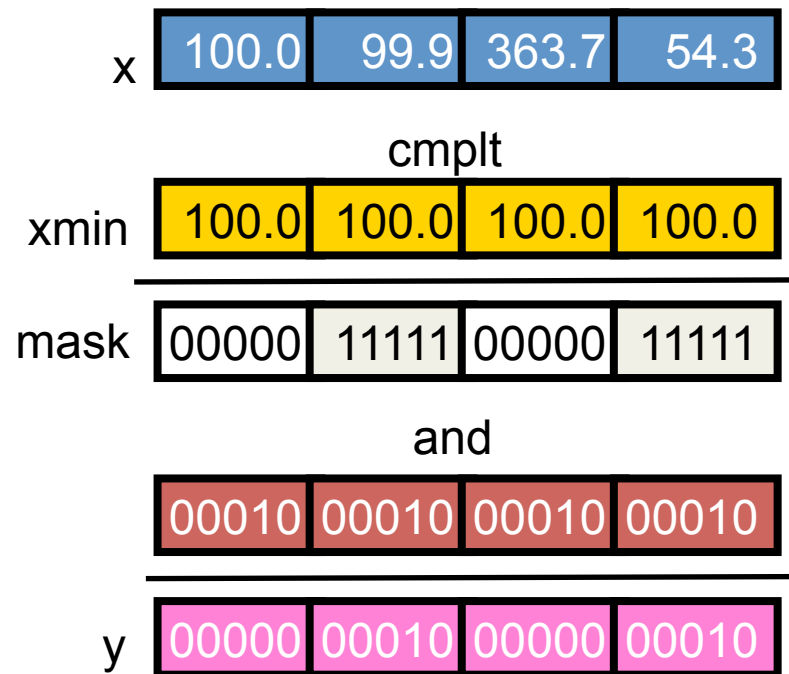 x 100.0 99.9 363.7 54.3
cmplt
xmin 100.0 100.0 100.0 100.0
mask 00000 11111 00000 11111
and
00010 00010 00010 00010
y 00000 00010 00000 00010